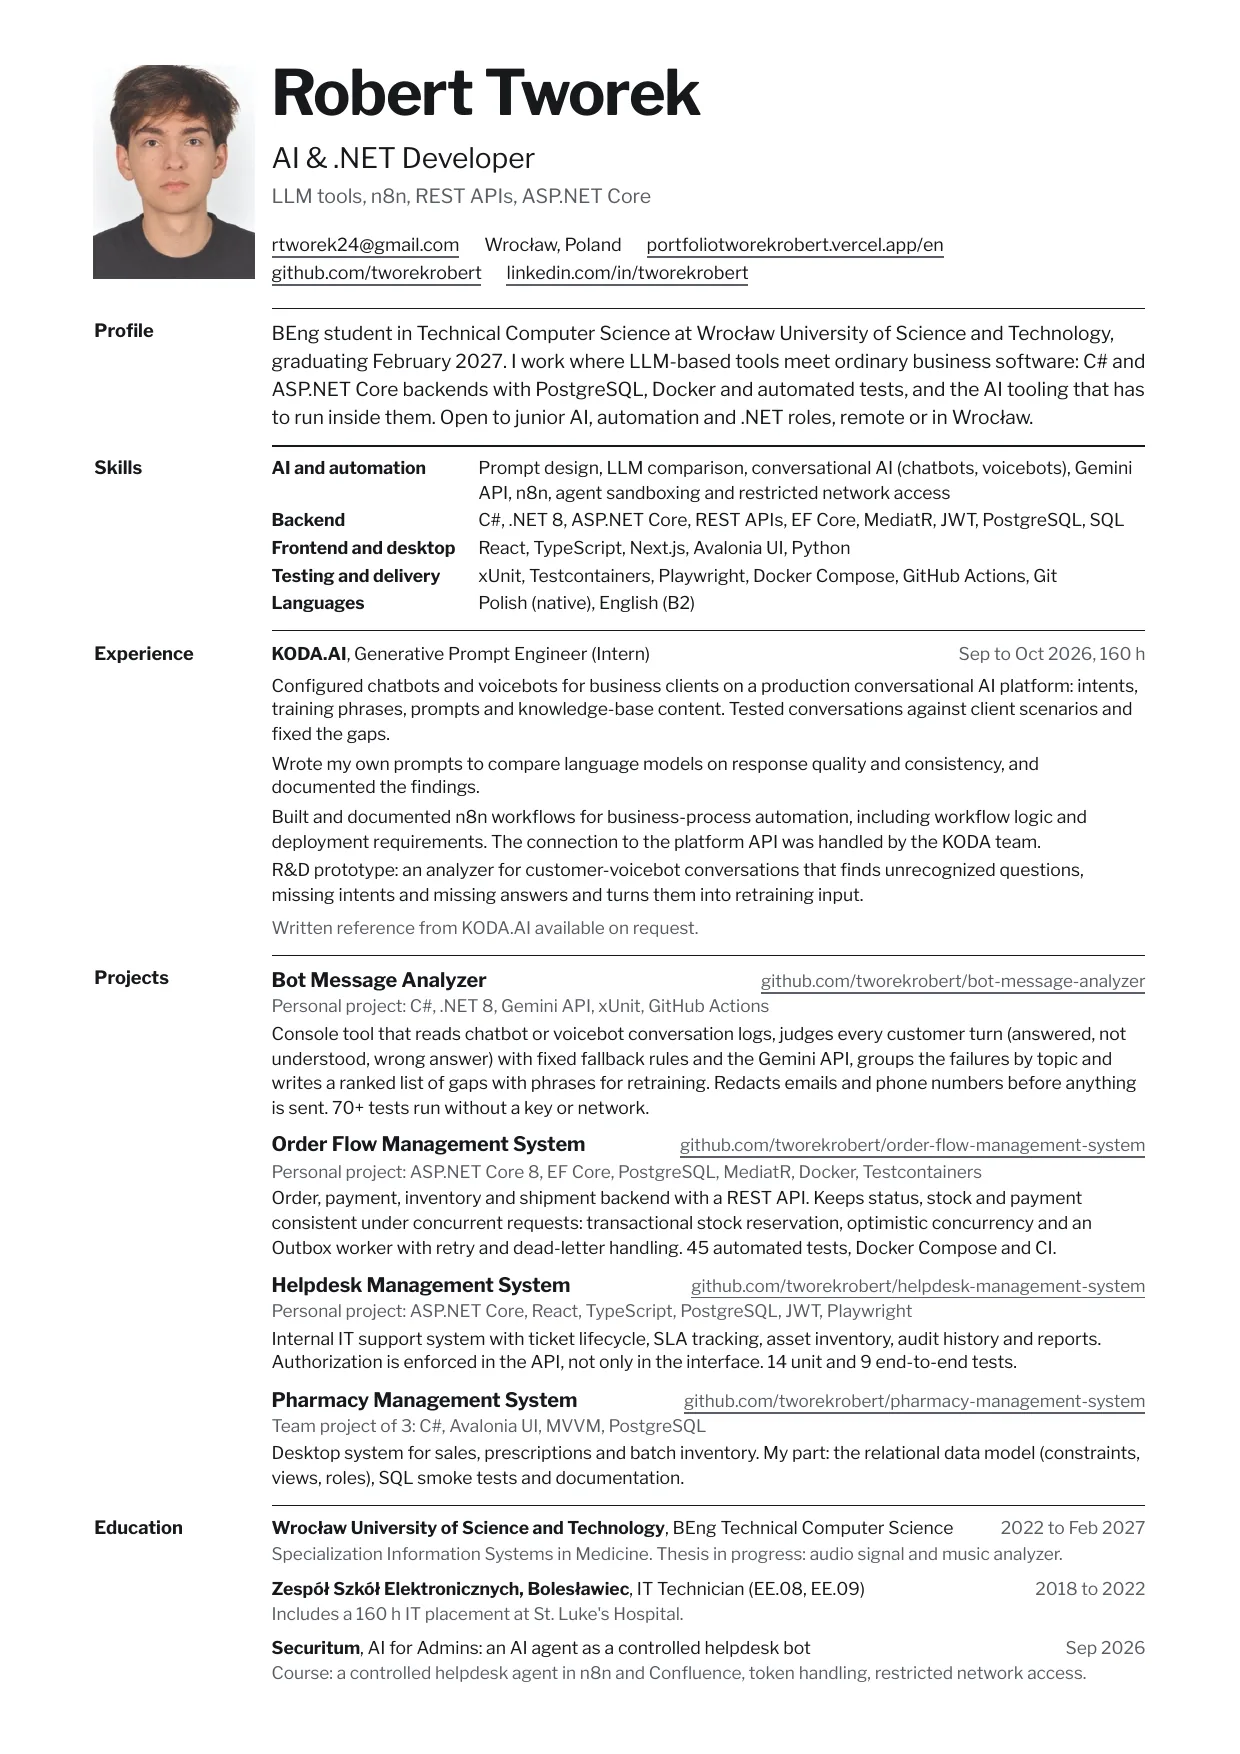 Robert Tworek
AI & .NET Developer
LLM tools, n8n, REST APIs, ASP.NET Core
rtworek24@gmail.com Wrocław, Poland portfoliotworekrobert.vercel.app/en
github.com/tworekrobert linkedin.com/in/tworekrobert
Profile
BEng student in Technical Computer Science at Wrocław University of Science and Technology,
graduating February 2027. I work where LLM-based tools meet ordinary business software: C# and
ASP.NET Core backends with PostgreSQL, Docker and automated tests, and the AI tooling that has
to run inside them. Open to junior AI, automation and .NET roles, remote or in Wrocław.
Skills
AI and automation Prompt design, LLM comparison, conversational AI (chatbots, voicebots), Gemini
API, n8n, agent sandboxing and restricted network access
Backend C#, .NET 8, ASP.NET Core, REST APIs, EF Core, MediatR, JWT, PostgreSQL, SQL
Frontend and desktop React, TypeScript, Next.js, Avalonia UI, Python
Testing and delivery xUnit, Testcontainers, Playwright, Docker Compose, GitHub Actions, Git
Languages Polish (native), English (B2)
Experience
KODA.AI, Generative Prompt Engineer (Intern) Sep to Oct 2026, 160 h
Configured chatbots and voicebots for business clients on a production conversational AI platform: intents,
training phrases, prompts and knowledge-base content. Tested conversations against client scenarios and
fixed the gaps.
Wrote my own prompts to compare language models on response quality and consistency, and
documented the findings.
Built and documented n8n workflows for business-process automation, including workflow logic and
deployment requirements. The connection to the platform API was handled by the KODA team.
R&D prototype: an analyzer for customer-voicebot conversations that finds unrecognized questions,
missing intents and missing answers and turns them into retraining input.
Written reference from KODA.AI available on request.
Projects
Bot Message Analyzer github.com/tworekrobert/bot-message-analyzer
Personal project: C#, .NET 8, Gemini API, xUnit, GitHub Actions
Console tool that reads chatbot or voicebot conversation logs, judges every customer turn (answered, not
understood, wrong answer) with fixed fallback rules and the Gemini API, groups the failures by topic and
writes a ranked list of gaps with phrases for retraining. Redacts emails and phone numbers before anything
is sent. 70+ tests run without a key or network.
Order Flow Management System github.com/tworekrobert/order-flow-management-system
Personal project: ASP.NET Core 8, EF Core, PostgreSQL, MediatR, Docker, Testcontainers
Order, payment, inventory and shipment backend with a REST API. Keeps status, stock and payment
consistent under concurrent requests: transactional stock reservation, optimistic concurrency and an
Outbox worker with retry and dead-letter handling. 45 automated tests, Docker Compose and CI.
Helpdesk Management System github.com/tworekrobert/helpdesk-management-system
Personal project: ASP.NET Core, React, TypeScript, PostgreSQL, JWT, Playwright
Internal IT support system with ticket lifecycle, SLA tracking, asset inventory, audit history and reports.
Authorization is enforced in the API, not only in the interface. 14 unit and 9 end-to-end tests.
Pharmacy Management System github.com/tworekrobert/pharmacy-management-system
Team project of 3: C#, Avalonia UI, MVVM, PostgreSQL
Desktop system for sales, prescriptions and batch inventory. My part: the relational data model (constraints,
views, roles), SQL smoke tests and documentation.
Education
Wrocław University of Science and Technology, BEng Technical Computer Science 2022 to Feb 2027
Specialization Information Systems in Medicine. Thesis in progress: audio signal and music analyzer.
Zespół Szkół Elektronicznych, Bolesławiec, IT Technician (EE.08, EE.09) 2018 to 2022
Includes a 160 h IT placement at St. Luke's Hospital.
Securitum, AI for Admins: an AI agent as a controlled helpdesk bot Sep 2026
Course: a controlled helpdesk agent in n8n and Confluence, token handling, restricted network access.